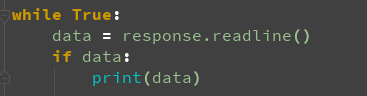 while True:
    data = response.readline()
    if data:
        print(data)